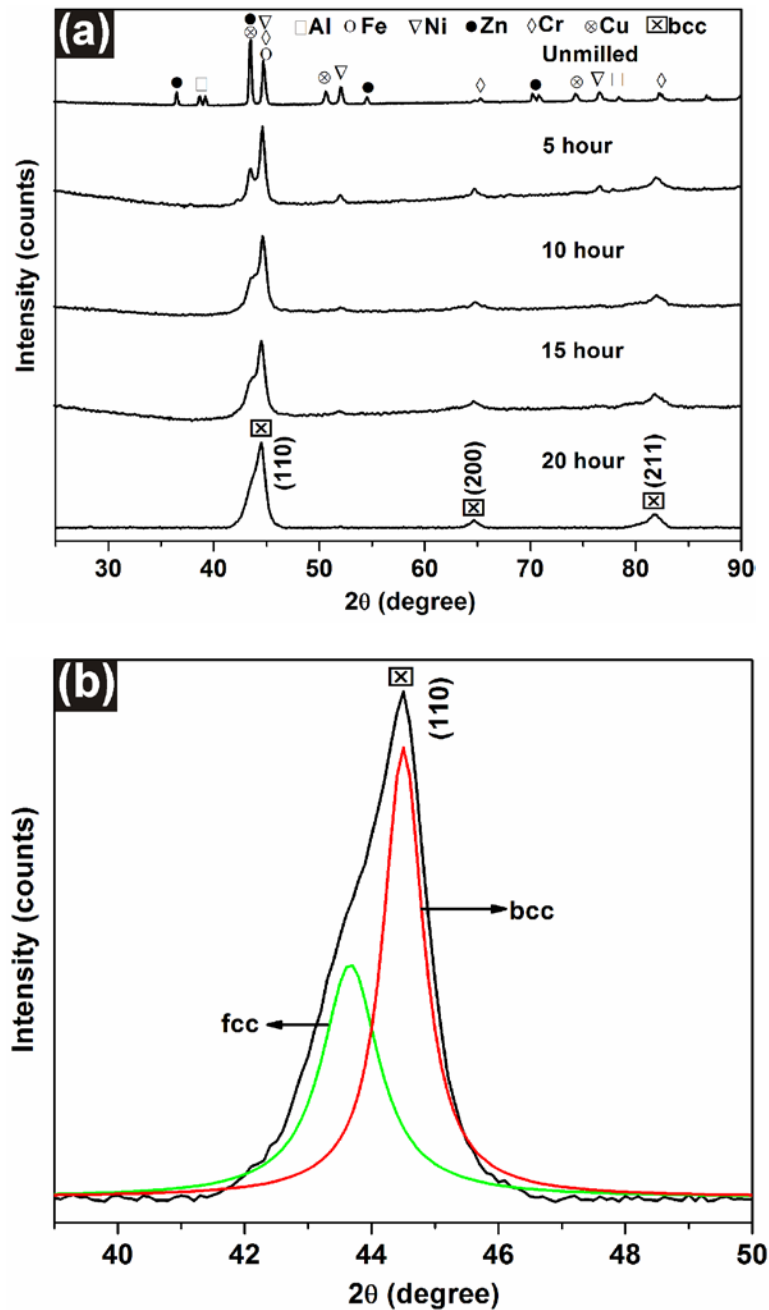 (a)
□Al ○Fe ▽Ni ●Zn ◊Cr ⊗Cu ⊠bcc
Unmilled
5 hour
10 hour
15 hour
20 hour
(110)
(200)
(211)
Intensity (counts)
30 40 50 60 70 80 90
2θ (degree)
(b)
(110)
bcc
fcc
Intensity (counts)
40 42 44 46 48 50
2θ (degree)